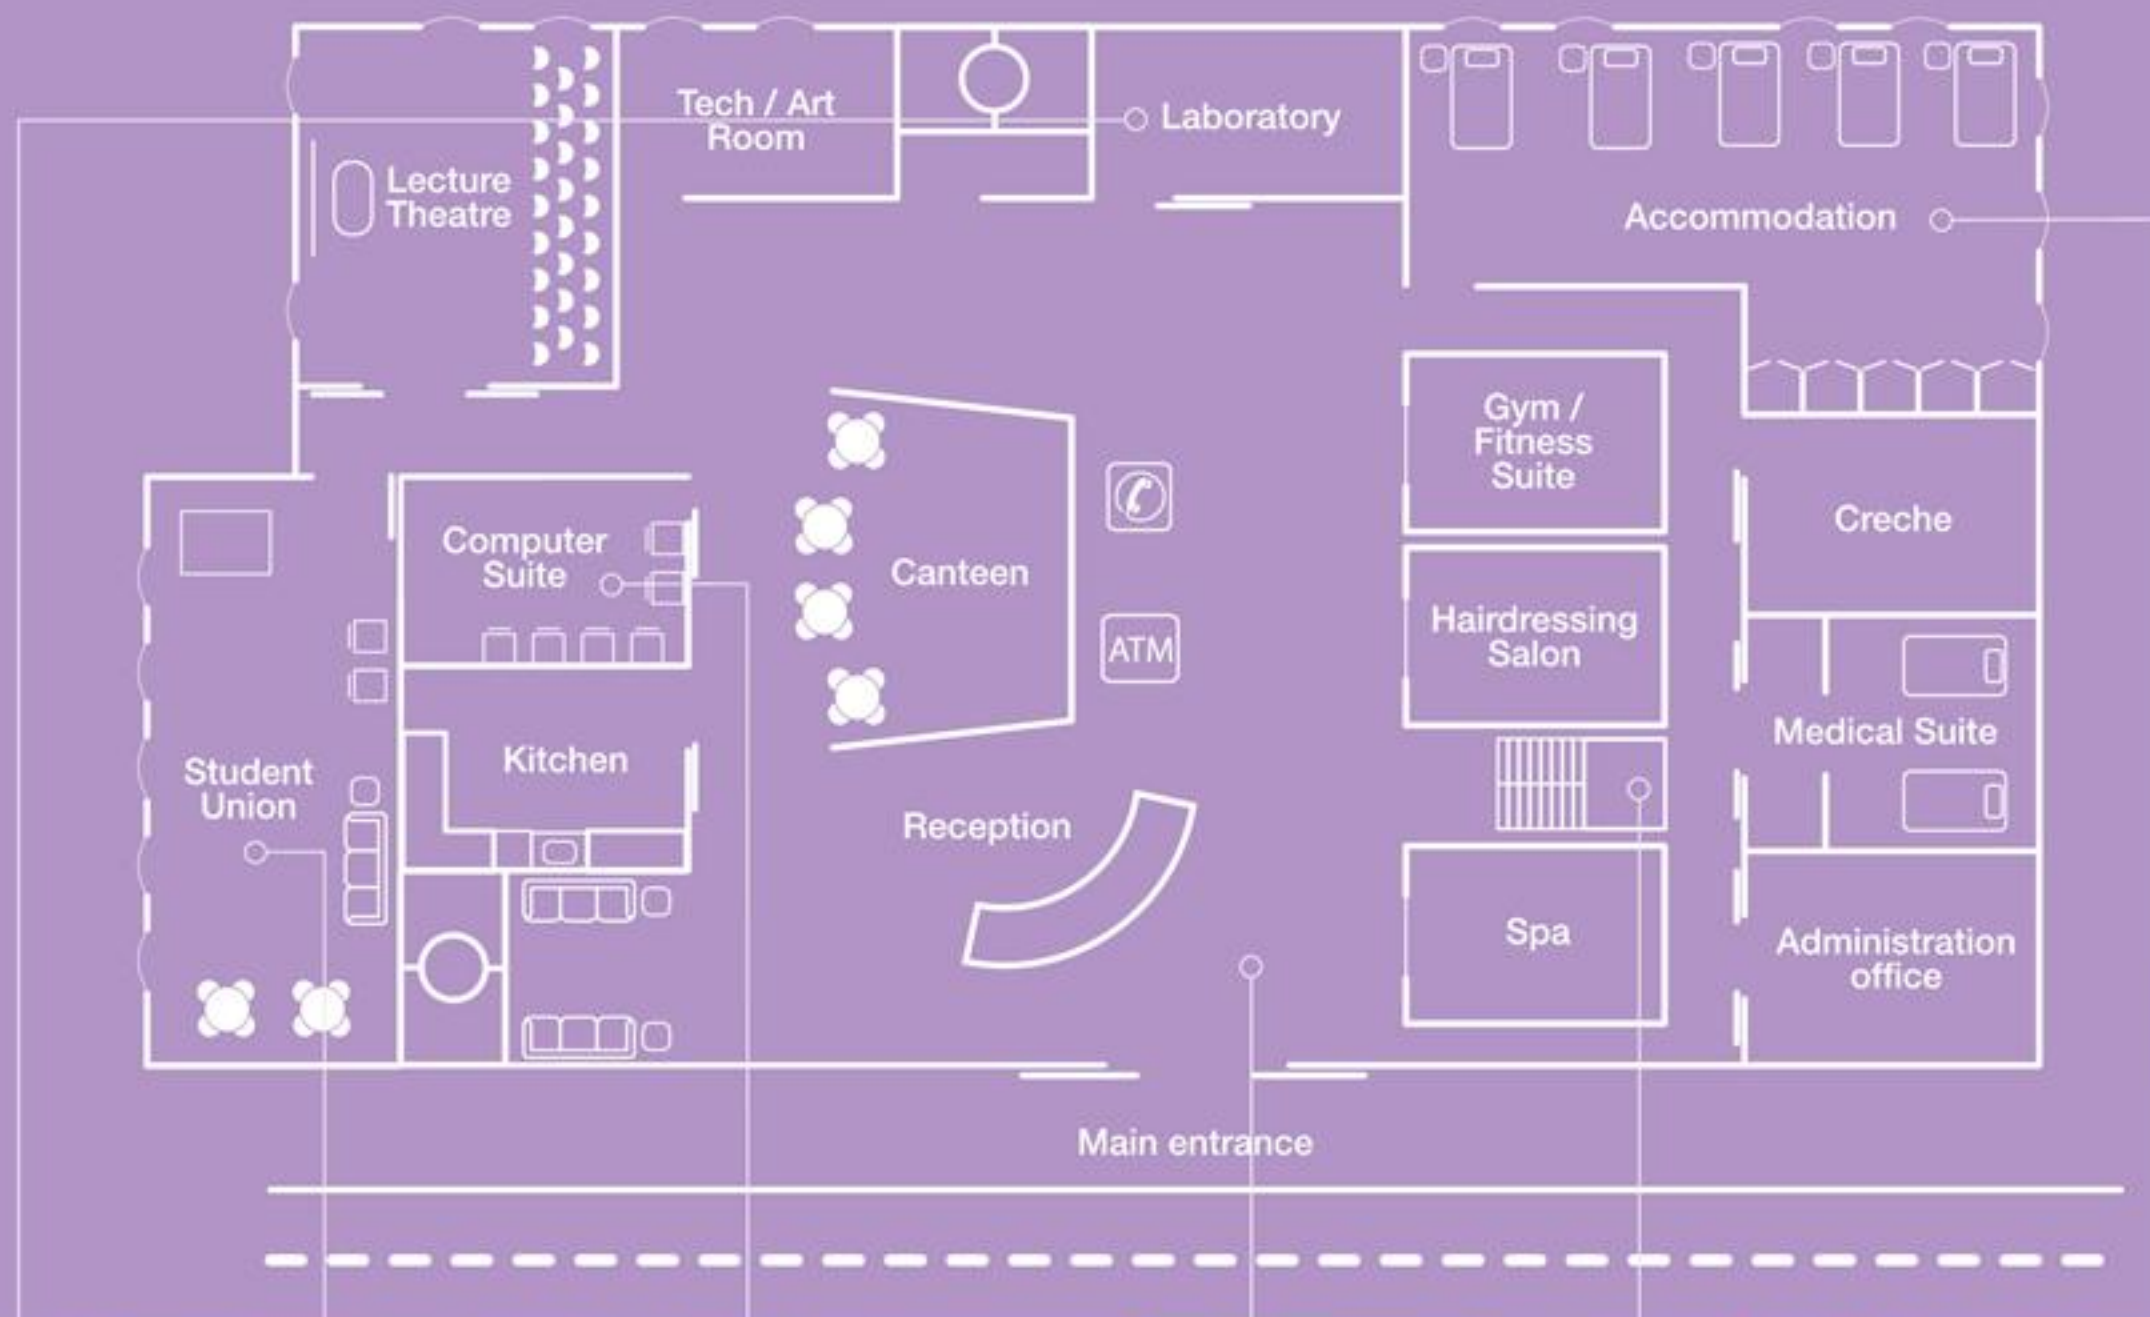 Tech / Art
Room
Laboratory
Lecture
Theatre
Accommodation
Gym /
Fitness
Suite
Creche
Computer
Suite
Canteen
Hairdressing
Salon
ATM
Medical Suite
Kitchen
Student
Union
Reception
Spa
Administration
office
Main entrance